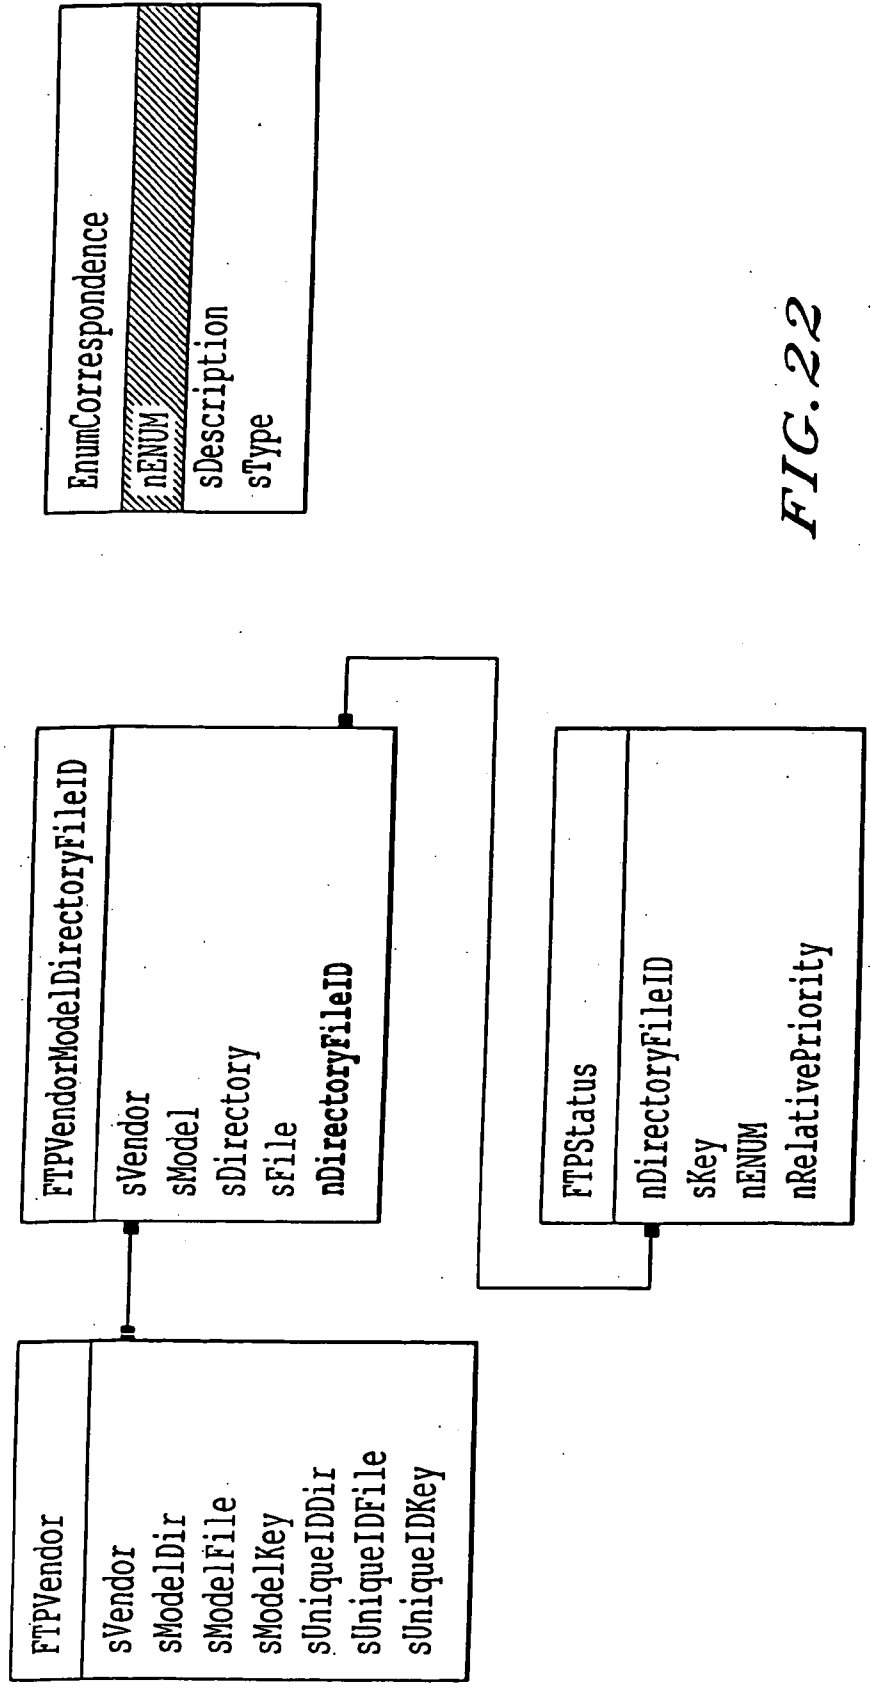 FTPVendor
sVendor
sModelDir
sModelFile
sModelKey
sUniqueIDDir
sUniqueIDFile
sUniqueIDKey
FTPVendorModelDirectoryFileID
sVendor
sModel
sDirectory
sFile
nDirectoryFileID
FTPStatus
nDirectoryFileID
sKey
nENUM
nRelativePriority
EnumCorrespondence
nENUM
sDescription
sType
FIG.22